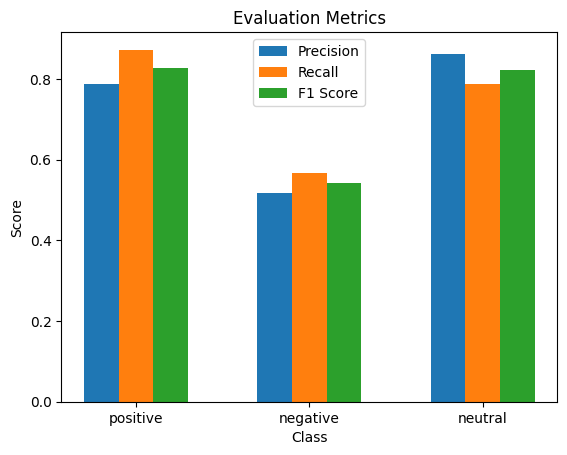 Evaluation Metrics
Precision
Recall
F1 Score
Score
0.8
0.6
0.4
0.2
0.0
positive negative neutral
Class